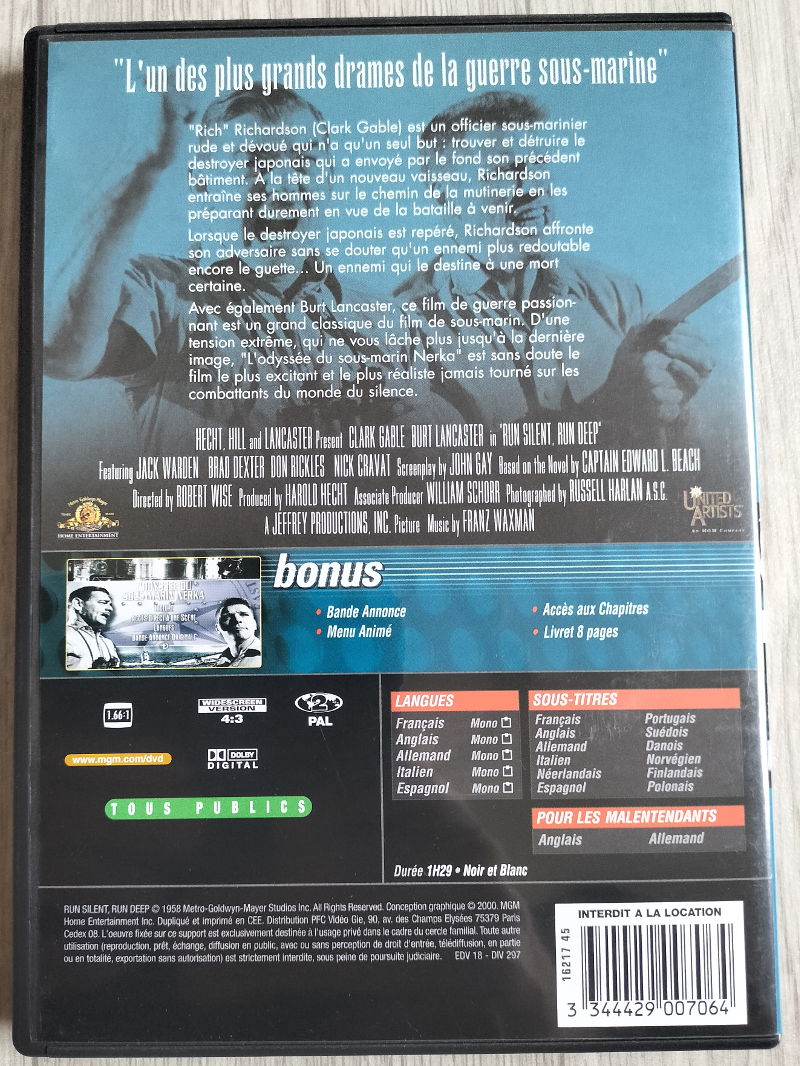 "L'un des plus grands drames de la guerre sous-marine"
"Rich" Richardson (Clark Gable) est un officier sous-marinier
rude et dévoué qui n'a qu'un seul but : trouver et détruire le
destroyer japonais qui a envoyé par le fond son précédent
bâtiment. A la tête d'un nouveau vaisseau, Richardson
entraîne ses hommes sur le chemin de la mutinerie en les
préparant durement en vue de la bataille à venir.
Lorsque le destroyer japonais est repéré, Richardson affronte
son adversaire sans se douter qu'un ennemi plus redoutable
encore le guette... Un ennemi qui le destine à une mort
certaine.
Avec également Burt Lancaster, ce film de guerre passion-
nant est un grand classique du film de sous-marin. D'une
tension extrême, qui ne vous lâche plus jusqu'à la dernière
image, "L'odyssée du sous-marin Nerka" est sans doute le
film le plus excitant et le plus réaliste jamais tourné sur les
combattants du monde du silence.
HECHT, HILL and LANCASTER Present CLARK GABLE BURT LANCASTER in "RUN SILENT, RUN DEEP"
Featuring JACK WARDEN BRAD DEXTER DON RICKLES NICK CRAVAT Screenplay by JOHN GAY Based on the Novel by CAPTAIN EDWARD L. BEACH
Directed by ROBERT WISE Produced by HAROLD HECHT Associate Producer WILLIAM SCHORR Photographed by RUSSELL HARLAN A.S.C.
A JEFFREY PRODUCTIONS, INC. Picture Music by FRANZ WAXMAN
HOME ENTERTAINMENT
UNITED
ARTISTS
AN MGM COMPANY
SOUS-MARIN NERKA
LANGUES
bonus
• Bande Annonce
• Menu Animé
• Accès aux Chapitres
• Livret 8 pages
1.66:1
WIDESCREEN
VERSION
4:3
2
PAL
www.mgm.com/dvd
DOLBY
DIGITAL
TOUS PUBLICS
LANGUES
Français Mono
Anglais Mono
Allemand Mono
Italien Mono
Espagnol Mono
SOUS-TITRES
Français Portugais
Anglais Suédois
Allemand Danois
Italien Norvégien
Néerlandais Finlandais
Espagnol Polonais
POUR LES MALENTENDANTS
Anglais Allemand
Durée 1H29 • Noir et Blanc
RUN SILENT, RUN DEEP © 1958 Metro-Goldwyn-Mayer Studios Inc. All Rights Reserved. Conception graphique © 2000. MGM
Home Entertainment Inc. Dupliqué et imprimé en CEE. Distribution PFC Vidéo Gie, 90, av. des Champs Elysées 75379 Paris
Cedex 08. L'oeuvre fixée sur ce support est exclusivement destinée à l'usage privé dans le cadre du cercle familial. Toute autre
utilisation (reproduction, prêt, échange, diffusion en public, avec ou sans perception de droit d'entrée, télédiffusion, en partie
ou en totalité, exportation sans autorisation) est strictement interdite, sous peine de poursuite judiciaire. EDV 18 - DIV 297
INTERDIT A LA LOCATION
16217 45
3 344429 007064